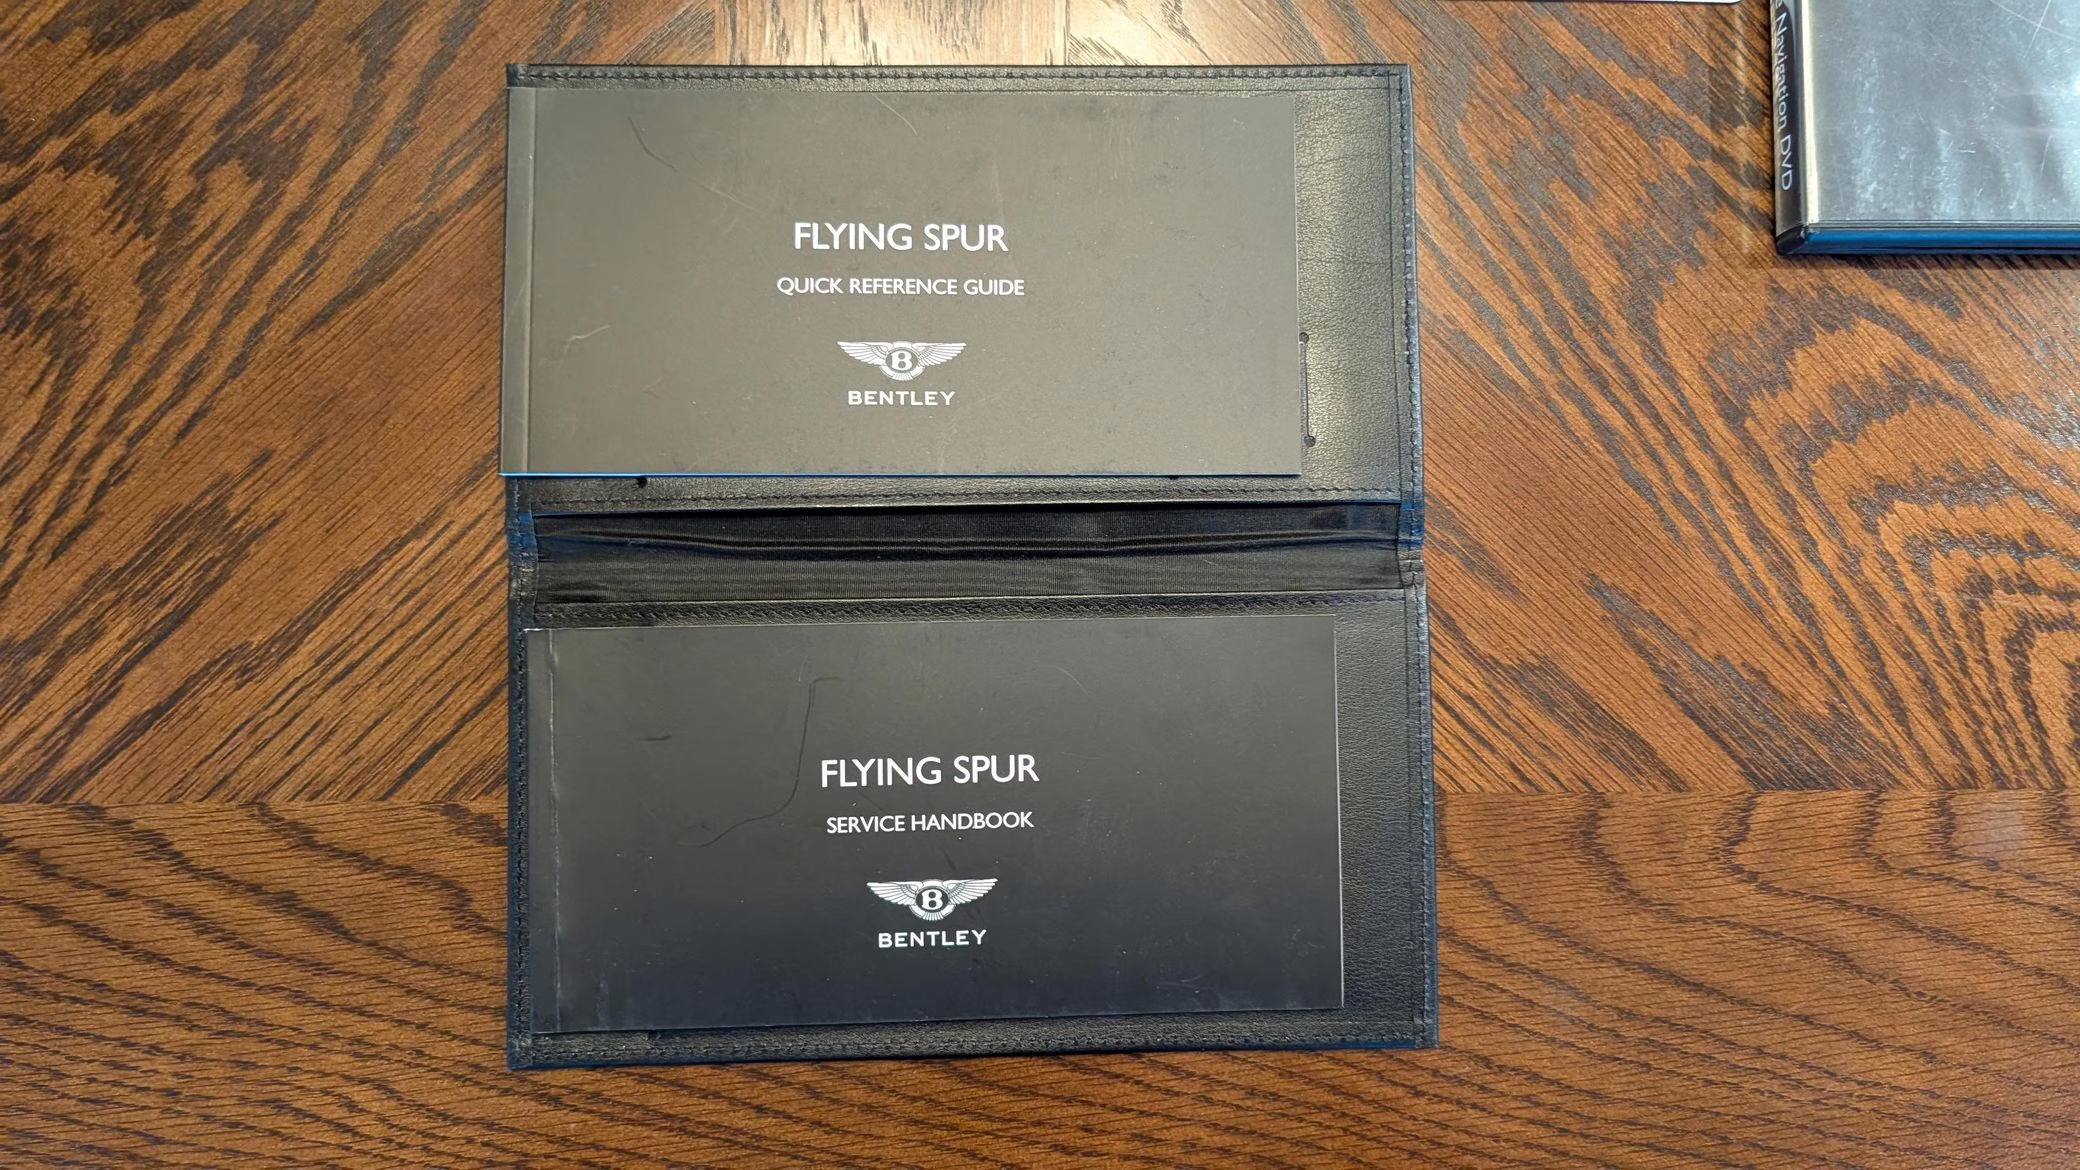 FLYING SPUR
QUICK REFERENCE GUIDE
B
BENTLEY
FLYING SPUR
SERVICE HANDBOOK
B
BENTLEY
Navigation DVD